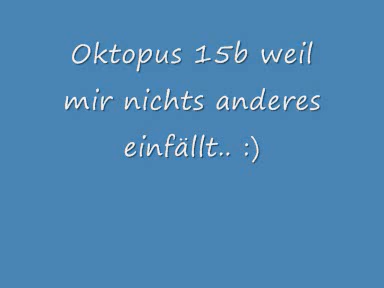 Oktopus 15b weil
mir nichts anderes
einfällt.. :)